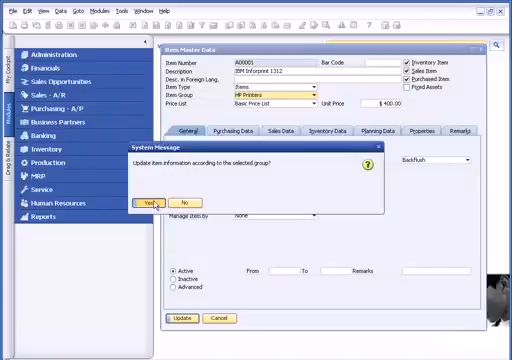 File Edit View Data Goto Modules Tools Window Help
My Cockpit
Modules
Drag & Relate
Administration
Financials
Sales Opportunities
Sales - A/R
Purchasing - A/P
Business Partners
Banking
Inventory
Production
MRP
Service
Human Resources
Reports
Item Master Data
Item Number A00001 Bar Code
Description IBM Inforprint 1312
Desc. in Foreign Lang.
Item Type Items
Item Group HP Printers
Price List Basic Price List Unit Price $ 400.00
Inventory Item
Sales Item
Purchased Item
Fixed Assets
General Purchasing Data Sales Data Inventory Data Planning Data Properties Remarks
System Message
Update item information according to the selected group?
Yes No
Backflush
Manage Item by None
Active From To Remarks
Inactive
Advanced
Update Cancel